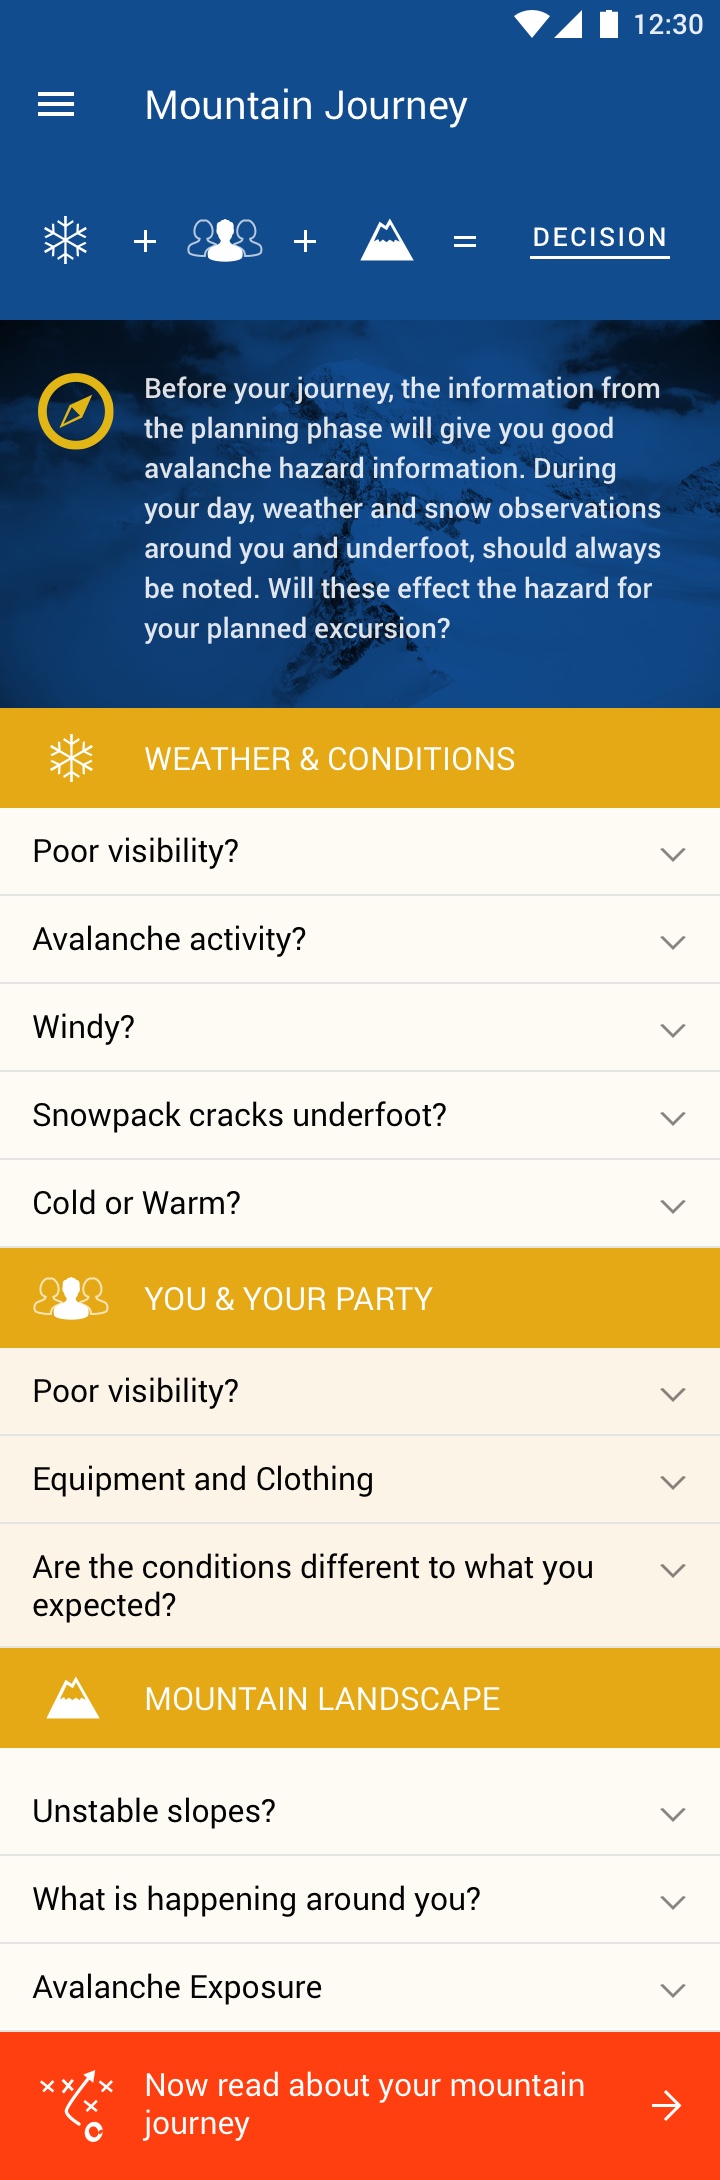 12:30
Mountain Journey
+ + = DECISION
Before your journey, the information from
the planning phase will give you good
avalanche hazard information. During
your day, weather and snow observations
around you and underfoot, should always
be noted. Will these effect the hazard for
your planned excursion?
WEATHER & CONDITIONS
Poor visibility?
Avalanche activity?
Windy?
Snowpack cracks underfoot?
Cold or Warm?
YOU & YOUR PARTY
Poor visibility?
Equipment and Clothing
Are the conditions different to what you
expected?
MOUNTAIN LANDSCAPE
Unstable slopes?
What is happening around you?
Avalanche Exposure
Now read about your mountain
journey